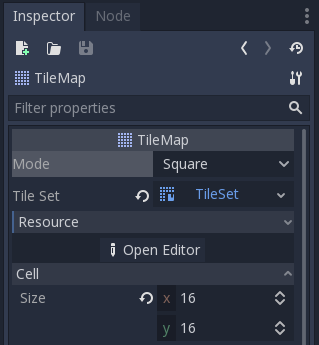 Inspector Node
TileMap
Filter properties
TileMap
Mode Square
Tile Set TileSet
Resource
Open Editor
Cell
Size x 16
y 16